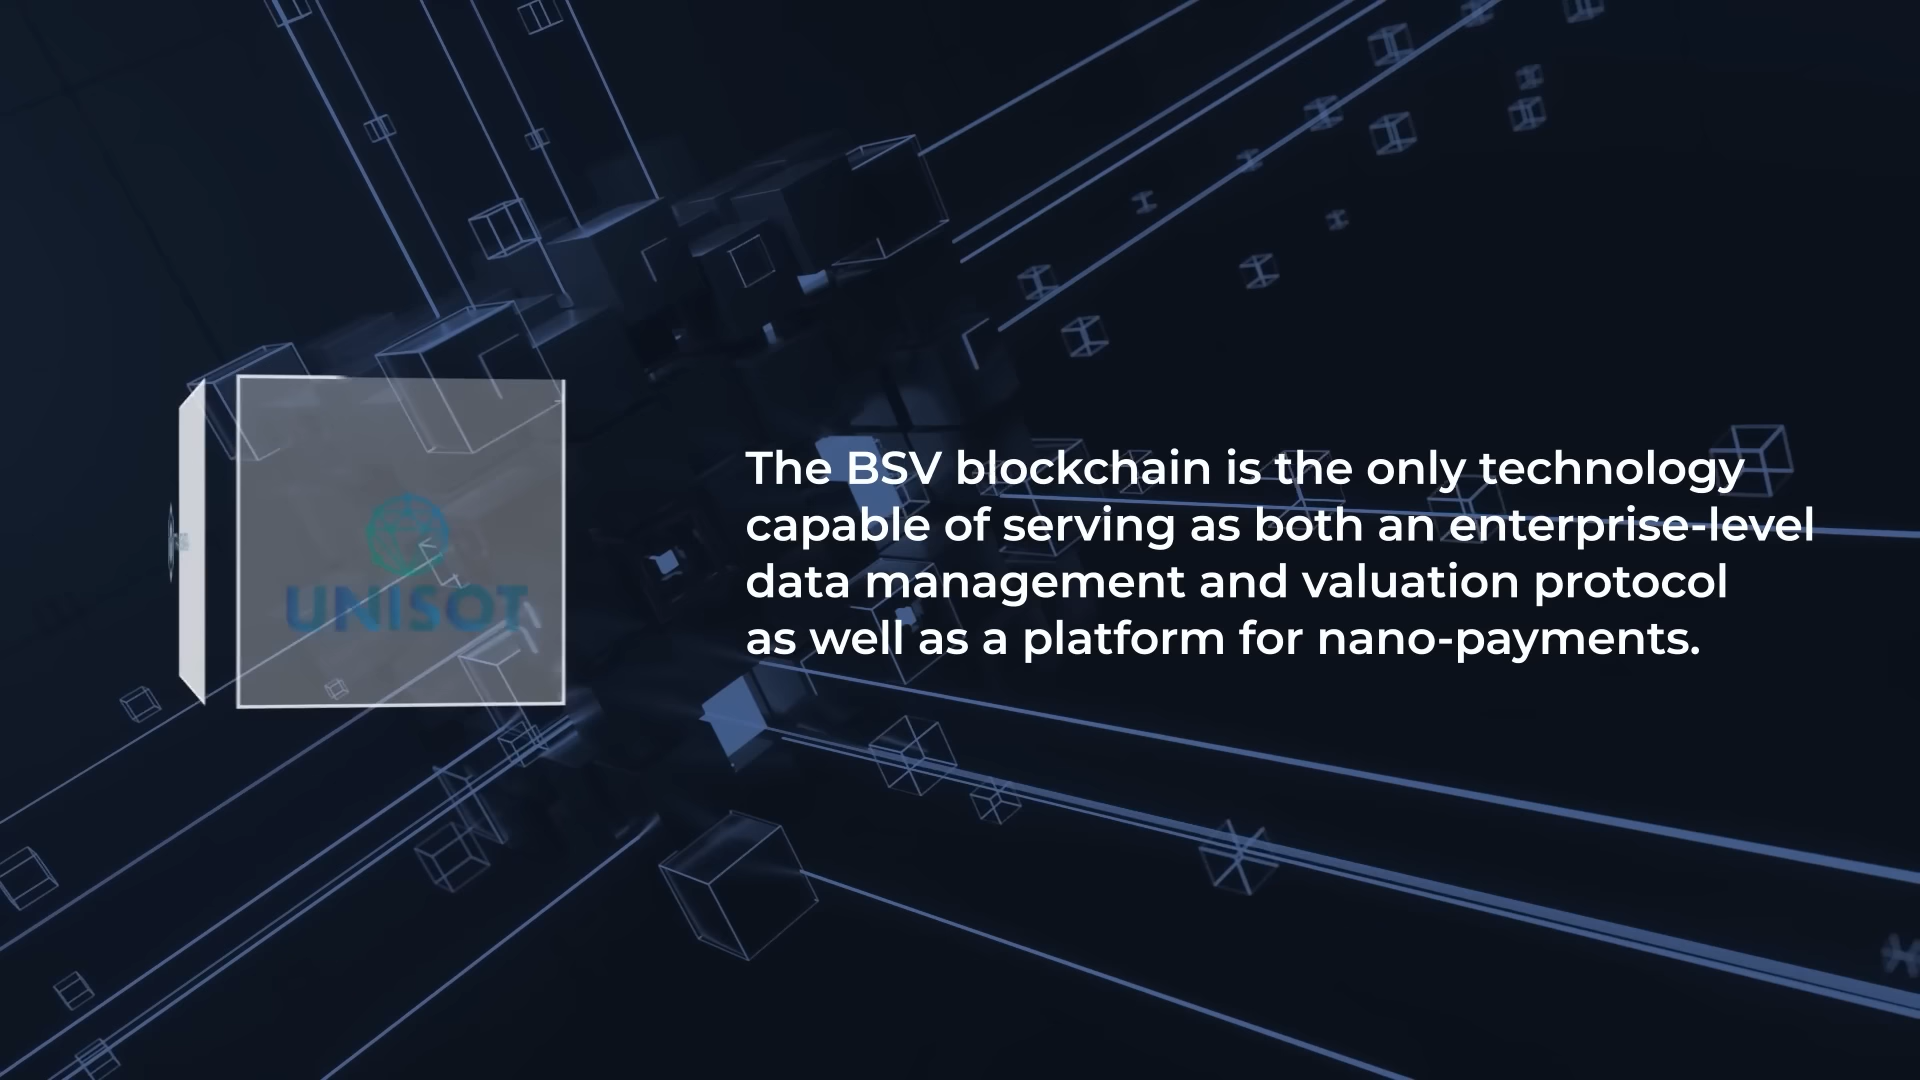 UNISOT
The BSV blockchain is the only technology
capable of serving as both an enterprise-level
data management and valuation protocol
as well as a platform for nano-payments.